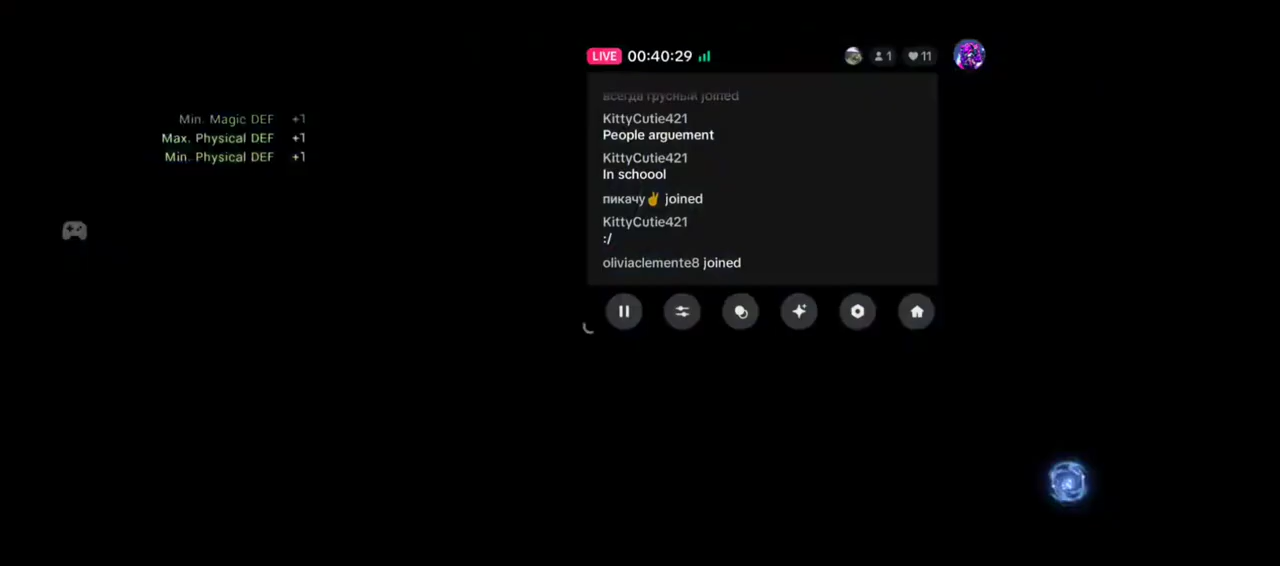 LIVE 00:40:29 1 11
всегда грусный joined
KittyCutie421
People arguement
KittyCutie421
In schoool
пикачу✌ joined
KittyCutie421
:/
oliviaclemente8 joined
Min. Magic DEF +1
Max. Physical DEF +1
Min. Physical DEF +1